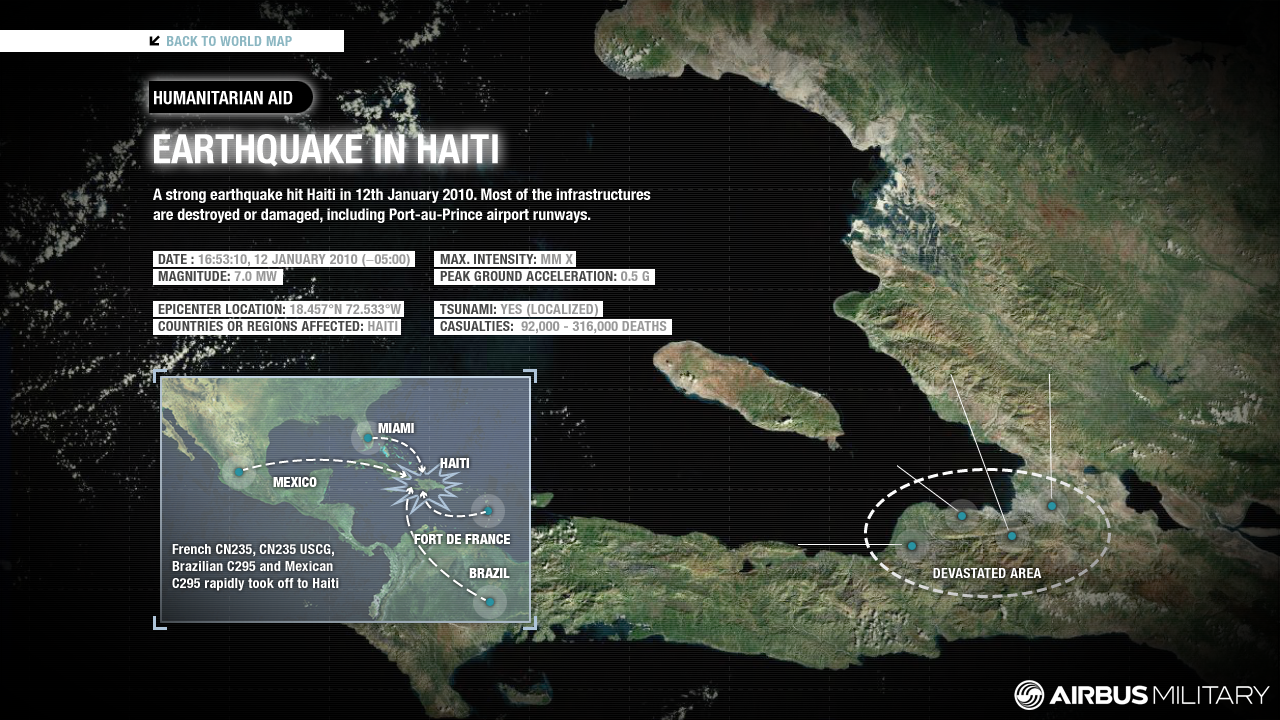 BACK TO WORLD MAP
HUMANITARIAN AID
EARTHQUAKE IN HAITI
A strong earthquake hit Haiti in 12th January 2010. Most of the infrastructures
are destroyed or damaged, including Port-au-Prince airport runways.
DATE : 16:53:10, 12 JANUARY 2010 (−05:00)
MAGNITUDE: 7.0 MW
MAX. INTENSITY: MM X
PEAK GROUND ACCELERATION: 0.5 G
EPICENTER LOCATION: 18.457°N 72.533°W
COUNTRIES OR REGIONS AFFECTED: HAITI
TSUNAMI: YES (LOCALIZED)
CASUALTIES: 92,000 - 316,000 DEATHS
MIAMI
HAITI
MEXICO
FORT DE FRANCE
BRAZIL
French CN235, CN235 USCG,
Brazilian C295 and Mexican
C295 rapidly took off to Haiti
DEVASTATED AREA
AIRBUS MILITARY